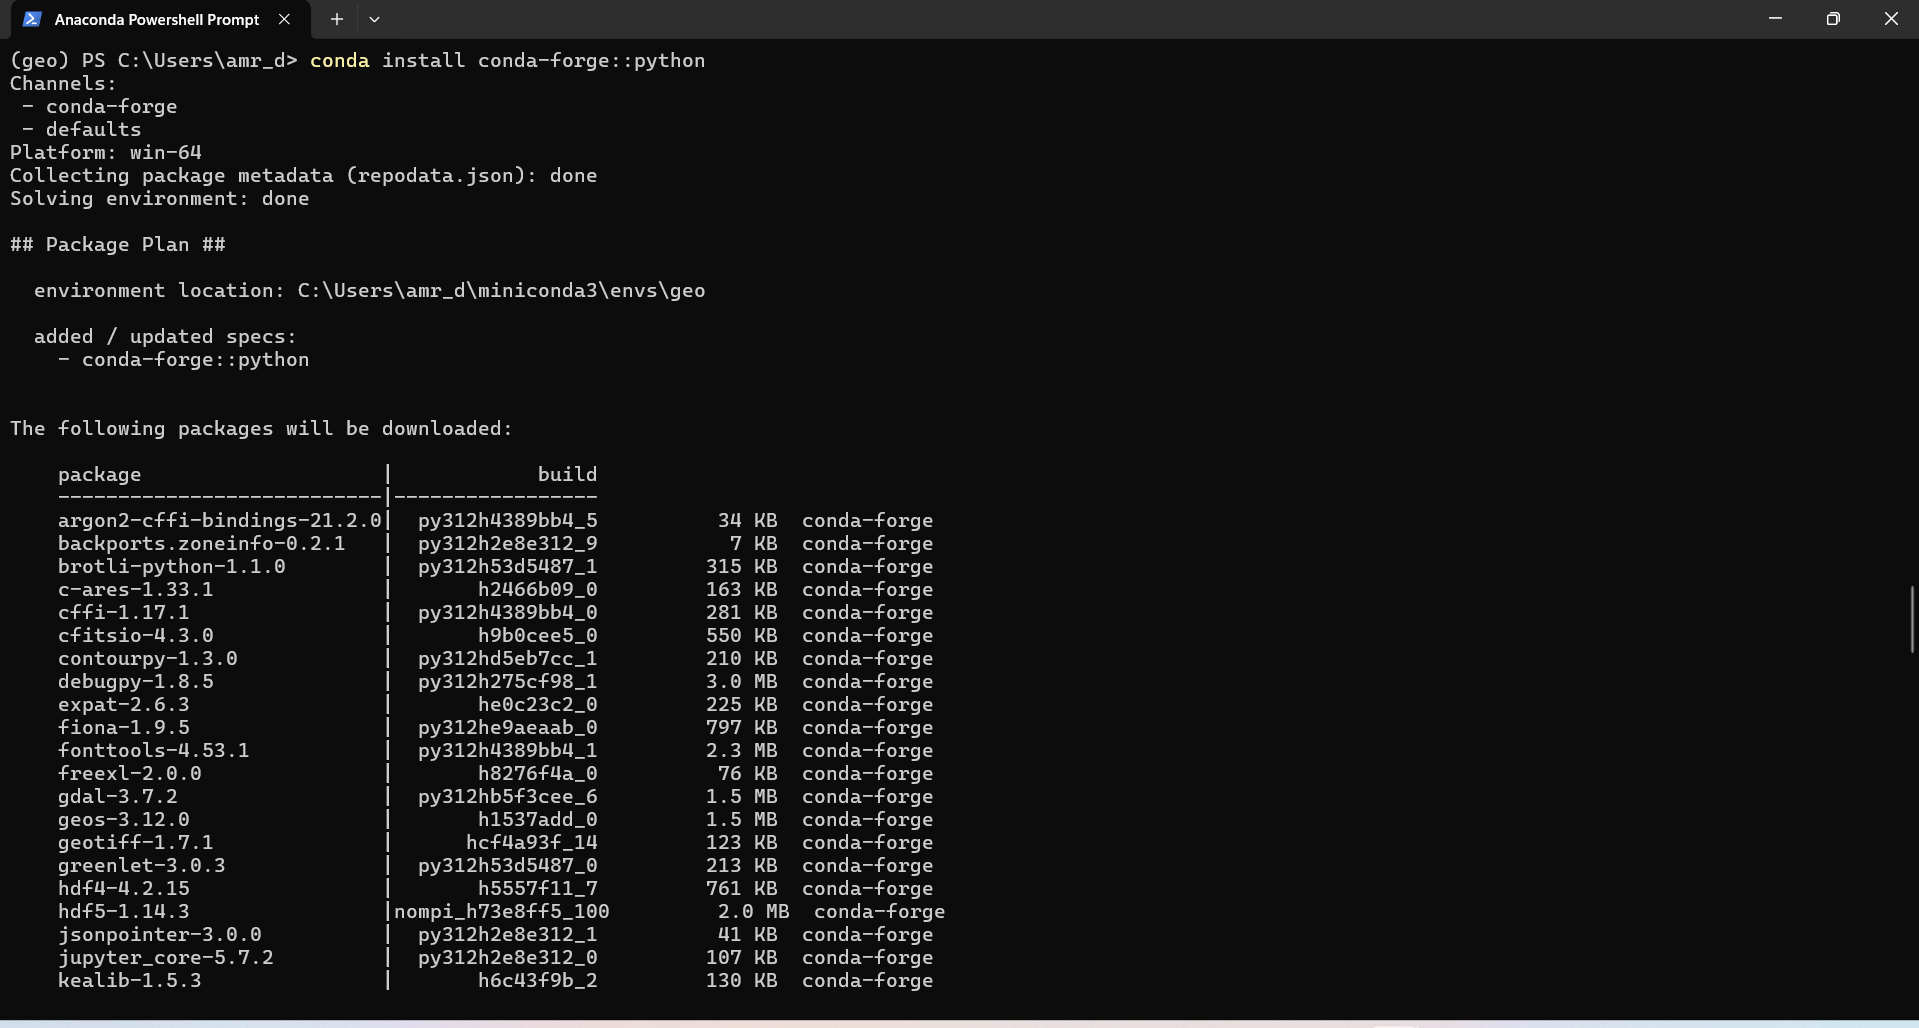 Anaconda Powershell Prompt
(geo) PS C:\Users\amr_d> conda install conda-forge::python
Channels:
 - conda-forge
 - defaults
Platform: win-64
Collecting package metadata (repodata.json): done
Solving environment: done
## Package Plan ##
  environment location: C:\Users\amr_d\miniconda3\envs\geo
  added / updated specs:
    - conda-forge::python
The following packages will be downloaded:
    package                    |            build
    ---------------------------|-----------------
    argon2-cffi-bindings-21.2.0|  py312h4389bb4_5          34 KB  conda-forge
    backports.zoneinfo-0.2.1   |  py312h2e8e312_9           7 KB  conda-forge
    brotli-python-1.1.0        |  py312h53d5487_1         315 KB  conda-forge
    c-ares-1.33.1              |       h2466b09_0         163 KB  conda-forge
    cffi-1.17.1                |  py312h4389bb4_0         281 KB  conda-forge
    cfitsio-4.3.0              |       h9b0cee5_0         550 KB  conda-forge
    contourpy-1.3.0            |  py312hd5eb7cc_1         210 KB  conda-forge
    debugpy-1.8.5              |  py312h275cf98_1         3.0 MB  conda-forge
    expat-2.6.3                |       he0c23c2_0         225 KB  conda-forge
    fiona-1.9.5                |  py312he9aeaab_0         797 KB  conda-forge
    fonttools-4.53.1           |  py312h4389bb4_1         2.3 MB  conda-forge
    freexl-2.0.0               |       h8276f4a_0          76 KB  conda-forge
    gdal-3.7.2                 |  py312hb5f3cee_6         1.5 MB  conda-forge
    geos-3.12.0                |       h1537add_0         1.5 MB  conda-forge
    geotiff-1.7.1              |      hcf4a93f_14         123 KB  conda-forge
    greenlet-3.0.3             |  py312h53d5487_0         213 KB  conda-forge
    hdf4-4.2.15                |       h5557f11_7         761 KB  conda-forge
    hdf5-1.14.3                |nompi_h73e8ff5_100         2.0 MB  conda-forge
    jsonpointer-3.0.0          |  py312h2e8e312_1          41 KB  conda-forge
    jupyter_core-5.7.2         |  py312h2e8e312_0         107 KB  conda-forge
    kealib-1.5.3               |       h6c43f9b_2         130 KB  conda-forge